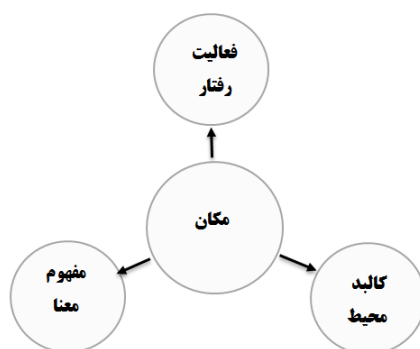 فعالیت
رفتار
مکان
کالبد
محیط
مفهوم
معنا